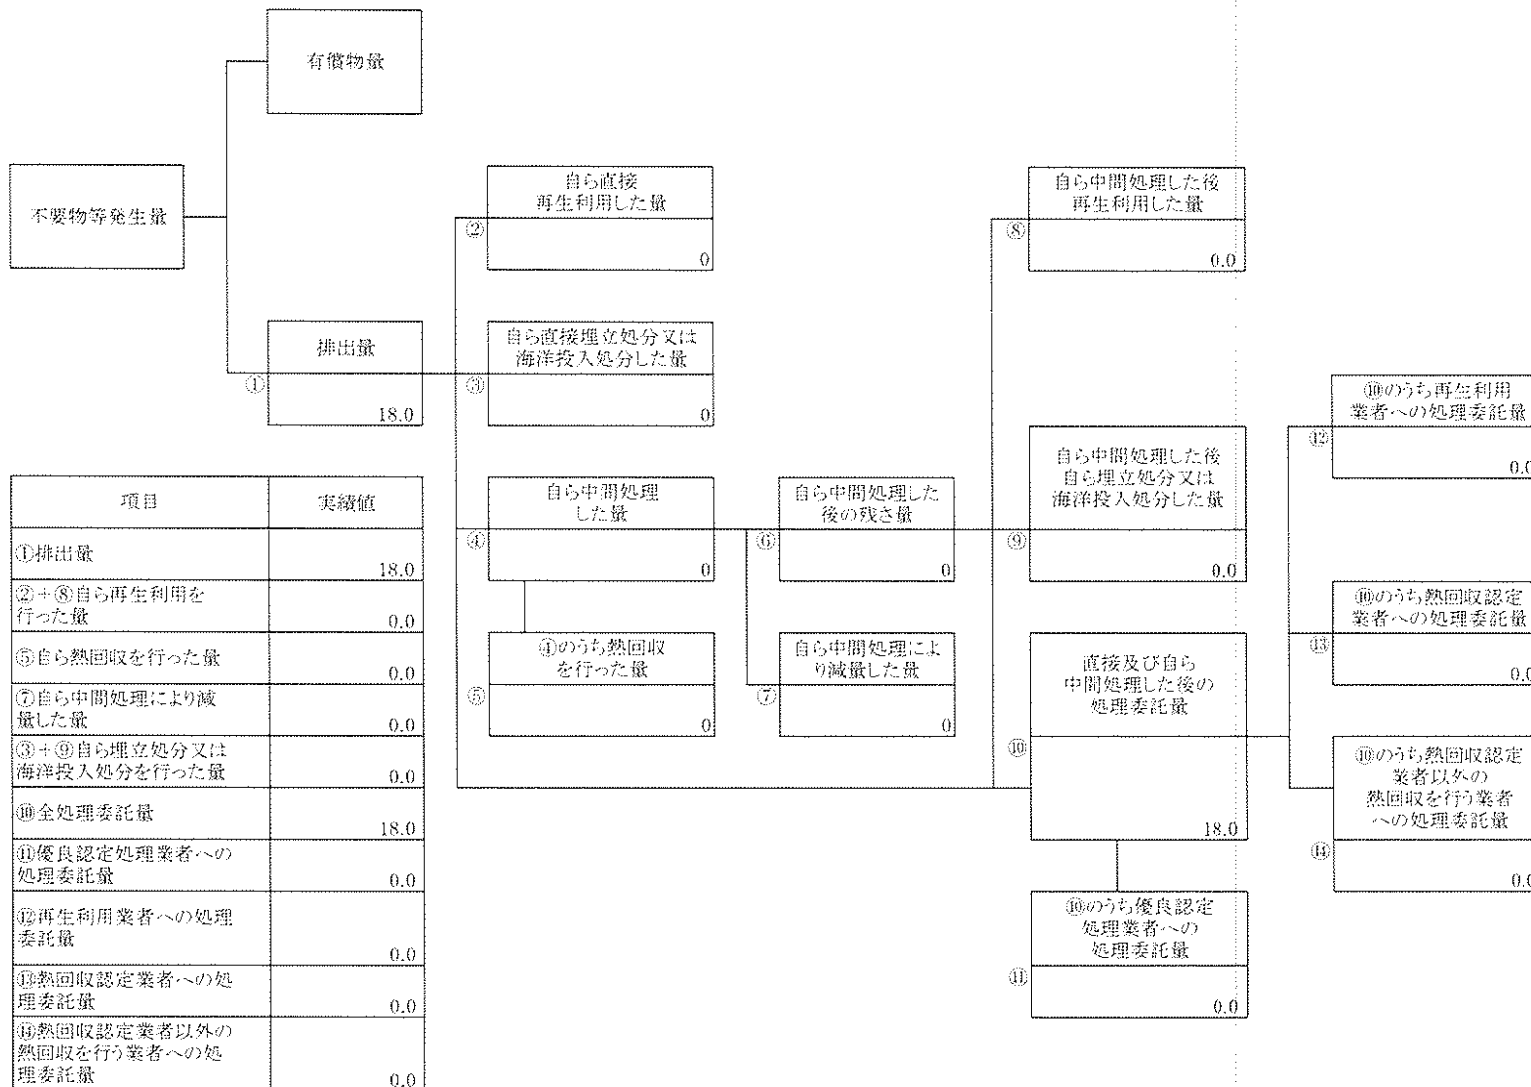 有償物量
不要物等発生量
排出量
①
18.0
自ら直接
再生利用した量
②
0
自ら直接埋立処分又は
海洋投入処分した量
③
0
自ら中間処理
した量
④
0
④のうち熱回収
を行った量
⑤
0
自ら中間処理した
後の残さ量
⑥
0
自ら中間処理によ
り減量した量
⑦
0
自ら中間処理した後
再生利用した量
⑧
0.0
自ら中間処理した後
自ら埋立処分又は
海洋投入処分した量
⑨
0.0
直接及び自ら
中間処理した後の
処理委託量
⑩
18.0
⑩のうち優良認定
処理業者への
処理委託量
⑪
0.0
⑩のうち再生利用
業者への処理委託量
⑫
0.0
⑩のうち熱回収認定
業者への処理委託量
⑬
0.0
⑩のうち熱回収認定
業者以外の
熱回収を行う業者
への処理委託量
⑭
0.0
項目 実績値
①排出量
18.0
②+⑧自ら再生利用を
行った量 0.0
⑤自ら熱回収を行った量
0.0
⑦自ら中間処理により減
量した量 0.0
③+⑨自ら埋立処分又は
海洋投入処分を行った量 0.0
⑩全処理委託量
18.0
⑪優良認定処理業者への
処理委託量 0.0
⑫再生利用業者への処理
委託量
0.0
⑬熱回収認定業者への処
理委託量 0.0
⑭熱回収認定業者以外の
熱回収を行う業者への処
理委託量 0.0